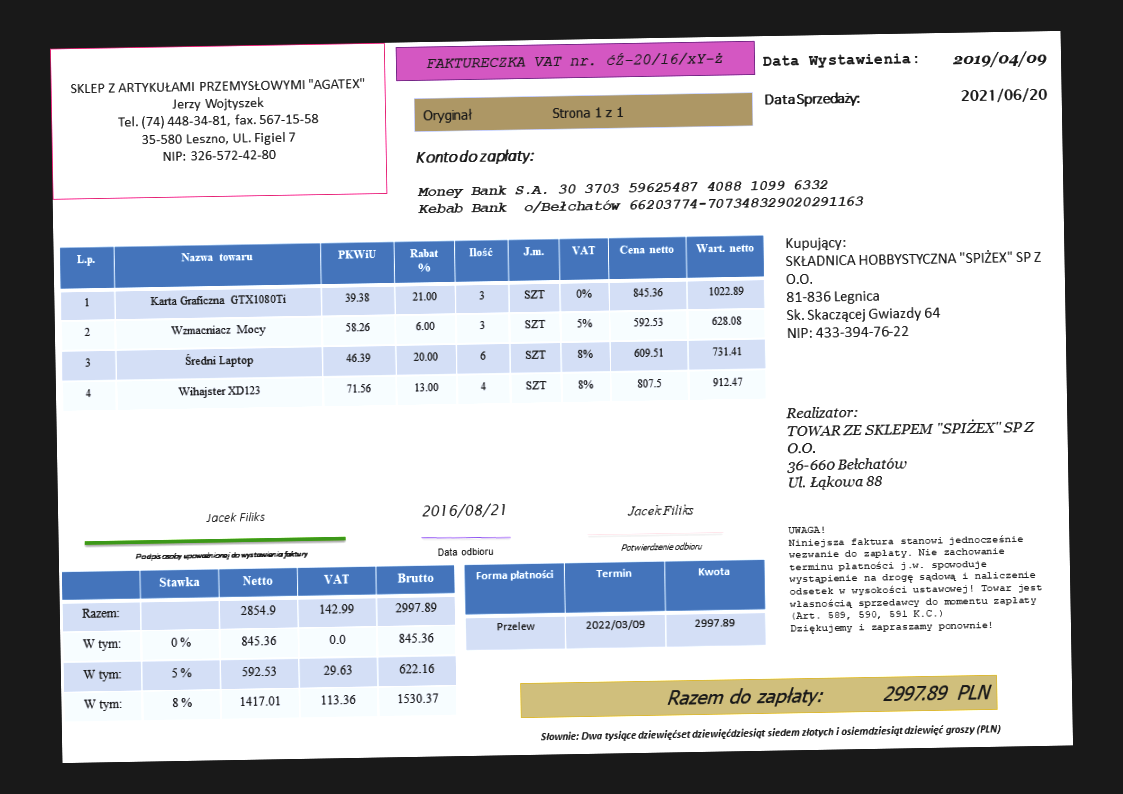 SKLEP Z ARTYKUŁAMI PRZEMYSŁOWYMI "AGATEX"
Jerzy Wojtyszek
Tel. (74) 448-34-81, fax. 567-15-58
35-580 Leszno, UL. Figiel 7
NIP: 326-572-42-80
FAKTURECZKA VAT nr. ćŹ-20/16/xY-ż
Oryginał Strona 1 z 1
Data Wystawienia: 2019/04/09
Data Sprzedaży: 2021/06/20
Konto do zapłaty:
Money Bank S.A. 30 3703 59625487 4088 1099 6332
Kebab Bank o/Bełchatów 66203774-707348329020291163
L.p. Nazwa towaru PKWiU Rabat % Ilość J.m. VAT Cena netto Wart. netto
1 Karta Graficzna GTX1080Ti 39.38 21.00 3 SZT 0% 845.36 1022.89
2 Wzmacniacz Mocy 58.26 6.00 3 SZT 5% 592.53 628.08
3 Średni Laptop 46.39 20.00 6 SZT 8% 609.51 731.41
4 Wihajster XD123 71.56 13.00 4 SZT 8% 807.5 912.47
Kupujący:
SKŁADNICA HOBBYSTYCZNA "SPIŻEX" SP Z
O.O.
81-836 Legnica
Sk. Skaczącej Gwiazdy 64
NIP: 433-394-76-22
Realizator:
TOWAR ZE SKLEPEM "SPIŻEX" SP Z
O.O.
36-660 Bełchatów
Ul. Łąkowa 88
Jacek Filiks
Podpis osoby upoważnionej do wystawienia faktury
2016/08/21
Data odbioru
Jacek Filiks
Potwierdzenie odbioru
UWAGA!
Niniejsza faktura stanowi jednocześnie
wezwanie do zapłaty. Nie zachowanie
terminu płatności j.w. spowoduje
wystąpienie na drogę sądową i naliczenie
odsetek w wysokości ustawowej! Towar jest
własnością sprzedawcy do momentu zapłaty
(Art. 589, 590, 591 K.C.)
Dziękujemy i zapraszamy ponownie!
Stawka Netto VAT Brutto
Razem: 2854.9 142.99 2997.89
W tym: 0 % 845.36 0.0 845.36
W tym: 5 % 592.53 29.63 622.16
W tym: 8 % 1417.01 113.36 1530.37
Forma płatności Termin Kwota
Przelew 2022/03/09 2997.89
Razem do zapłaty: 2997.89 PLN
Słownie: Dwa tysiące dziewięćset dziewięćdziesiąt siedem złotych i osiemdziesiąt dziewięć groszy (PLN)